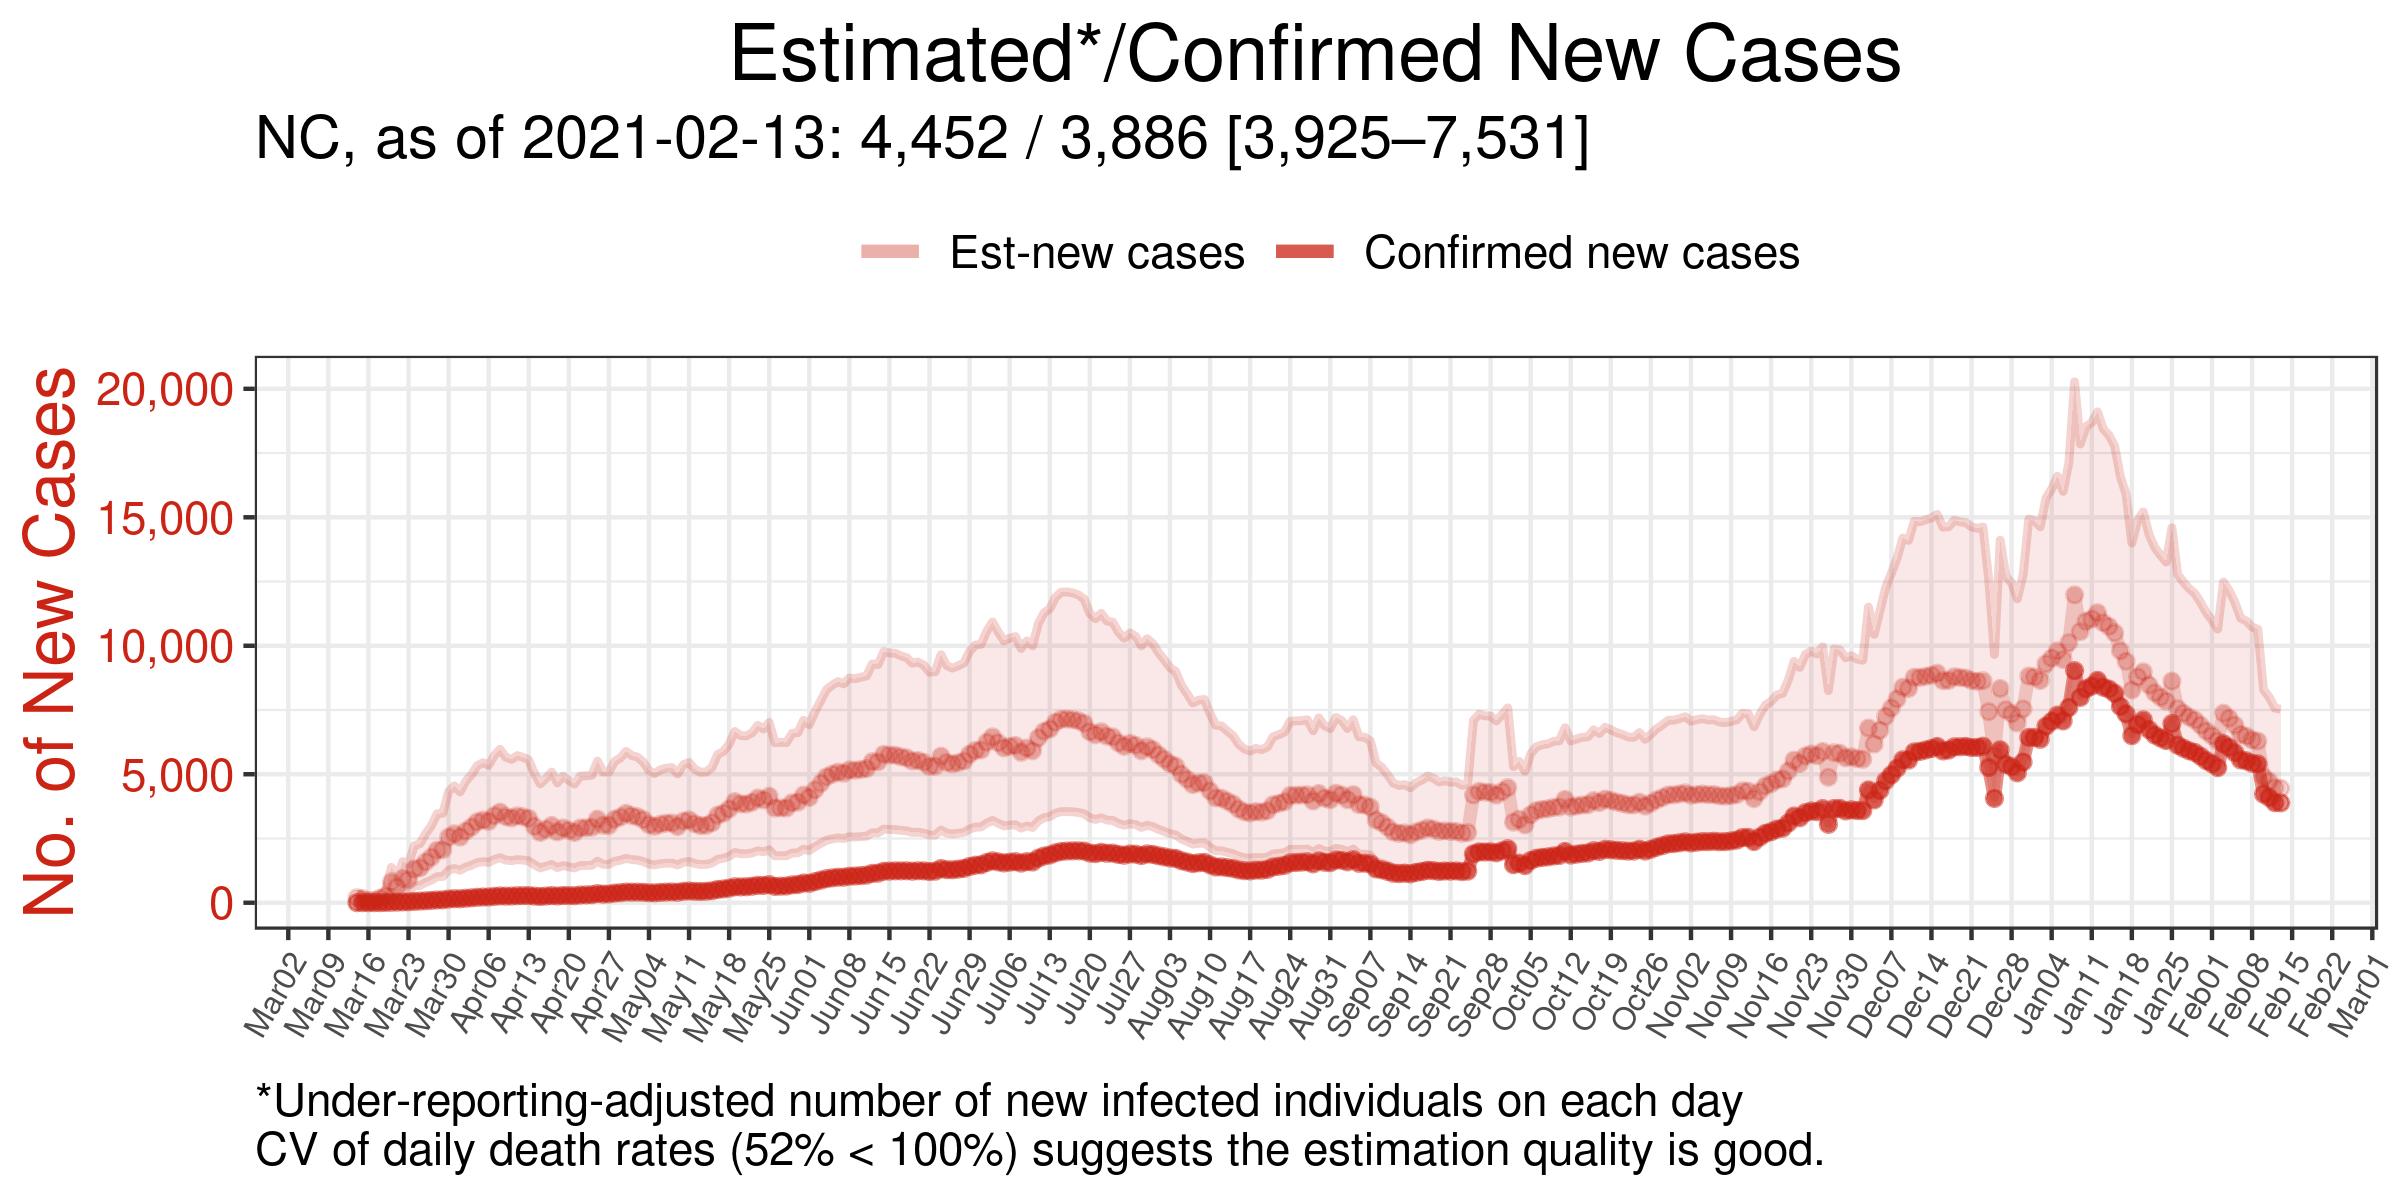 Estimated*/Confirmed New Cases
NC, as of 2021-02-13: 4,452 / 3,886 [3,925–7,531]
Est-new cases
Confirmed new cases
No. of New Cases
20,000
15,000
10,000
5,000
0
Mar02
Mar09
Mar16
Mar23
Mar30
Apr06
Apr13
Apr20
Apr27
May04
May11
May18
May25
Jun01
Jun08
Jun15
Jun22
Jun29
Jul06
Jul13
Jul20
Jul27
Aug03
Aug10
Aug17
Aug24
Aug31
Sep07
Sep14
Sep21
Sep28
Oct05
Oct12
Oct19
Oct26
Nov02
Nov09
Nov16
Nov23
Nov30
Dec07
Dec14
Dec21
Dec28
Jan04
Jan11
Jan18
Jan25
Feb01
Feb08
Feb15
Feb22
Mar01
*Under-reporting-adjusted number of new infected individuals on each day
CV of daily death rates (52% < 100%) suggests the estimation quality is good.